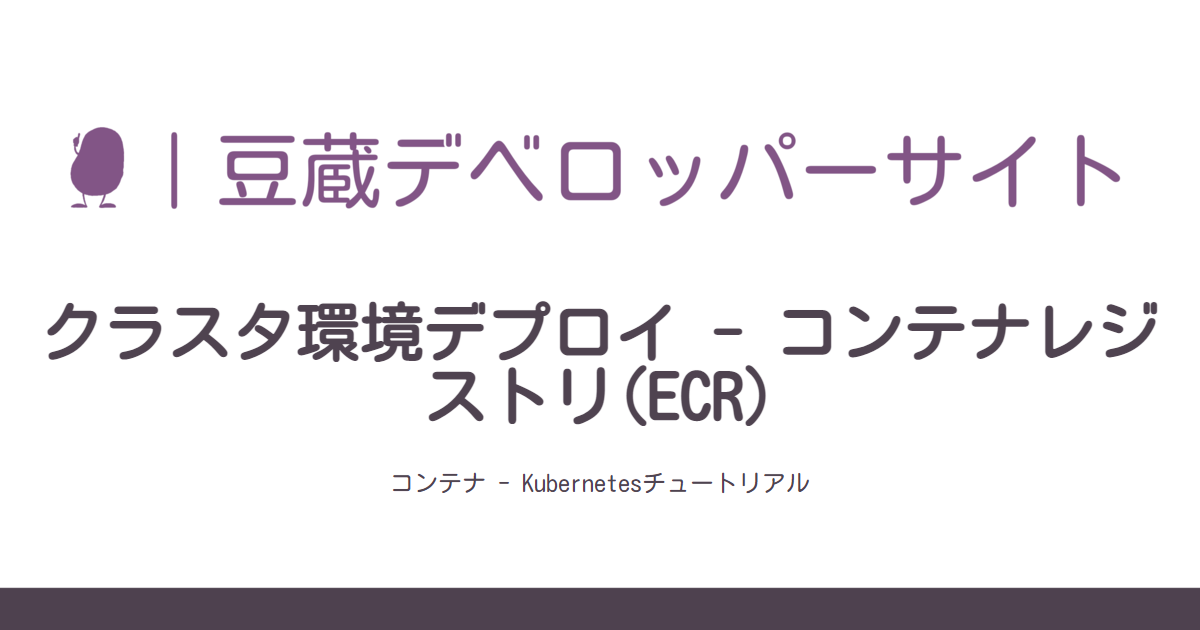 ｜豆蔵デベロッパーサイト
クラスタ環境デプロイ - コンテナレジ
ストリ(ECR)
コンテナ - Kubernetesチュートリアル